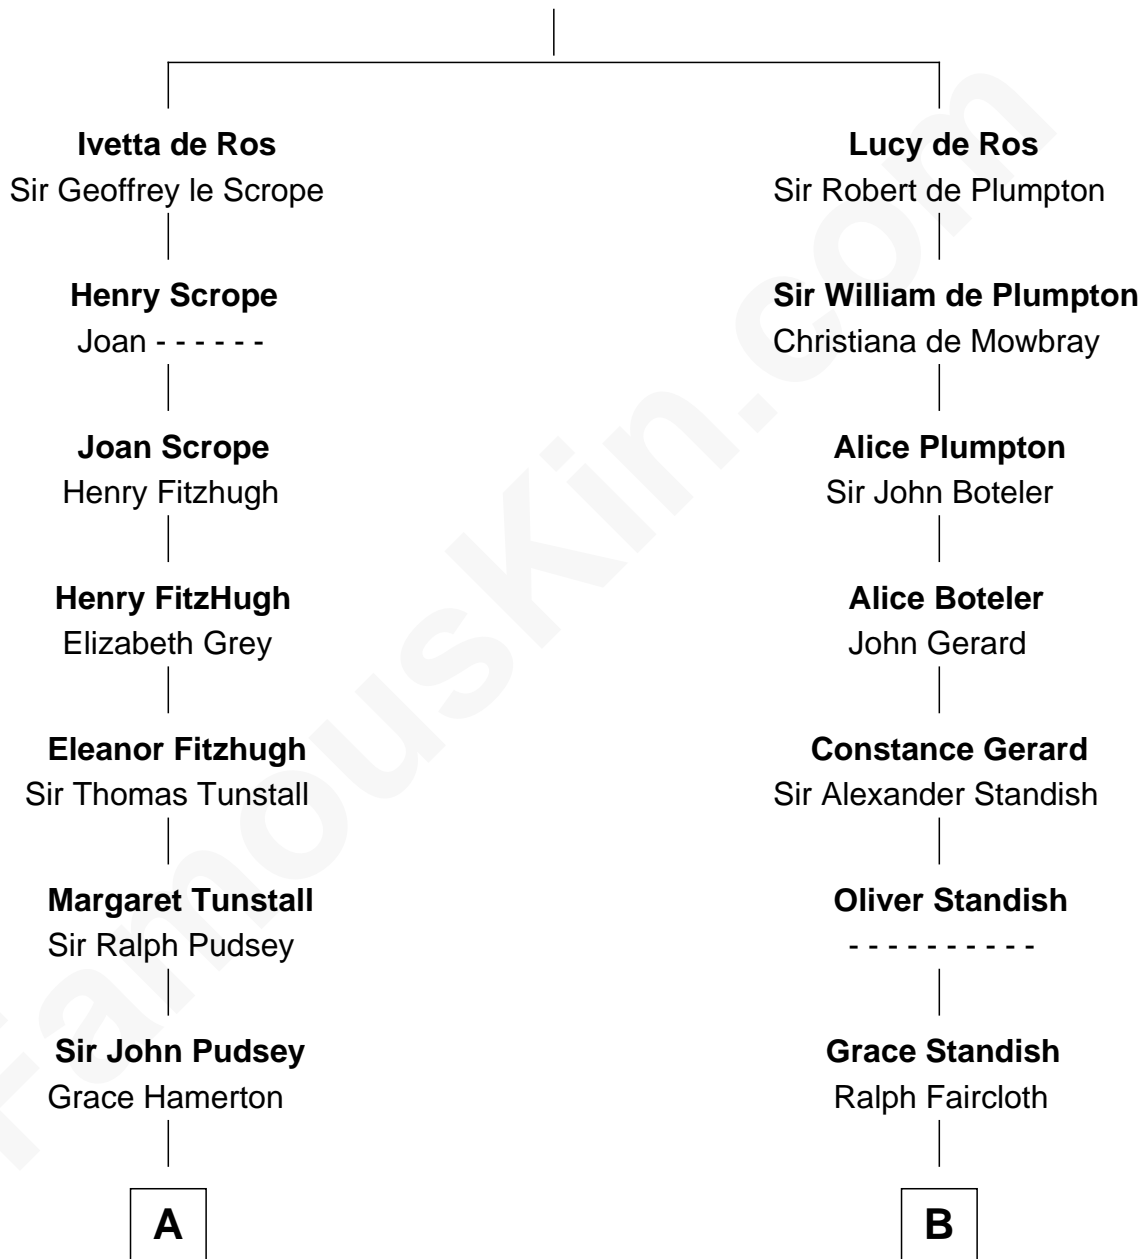 Ivetta de Ros
Sir Geoffrey le Scrope
Henry Scrope
Joan - - - - - -
Joan Scrope
Henry Fitzhugh
Henry FitzHugh
Elizabeth Grey
Eleanor Fitzhugh
Sir Thomas Tunstall
Margaret Tunstall
Sir Ralph Pudsey
Sir John Pudsey
Grace Hamerton
A
Lucy de Ros
Sir Robert de Plumpton
Sir William de Plumpton
Christiana de Mowbray
Alice Plumpton
Sir John Boteler
Alice Boteler
John Gerard
Constance Gerard
Sir Alexander Standish
Oliver Standish
- - - - - - - - - -
Grace Standish
Ralph Faircloth
B
FamousKin.com